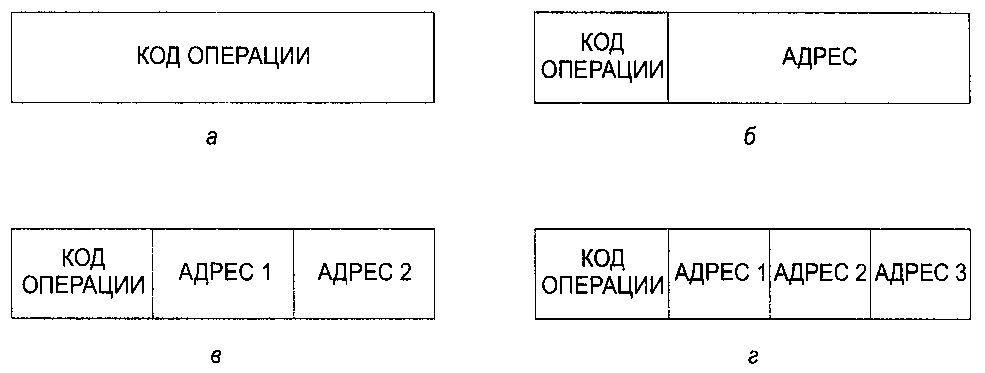 КОД ОПЕРАЦИИ
а
КОД
ОПЕРАЦИИ
АДРЕС
б
КОД
ОПЕРАЦИИ
АДРЕС 1
АДРЕС 2
в
КОД
ОПЕРАЦИИ
АДРЕС 1
АДРЕС 2
АДРЕС 3
г